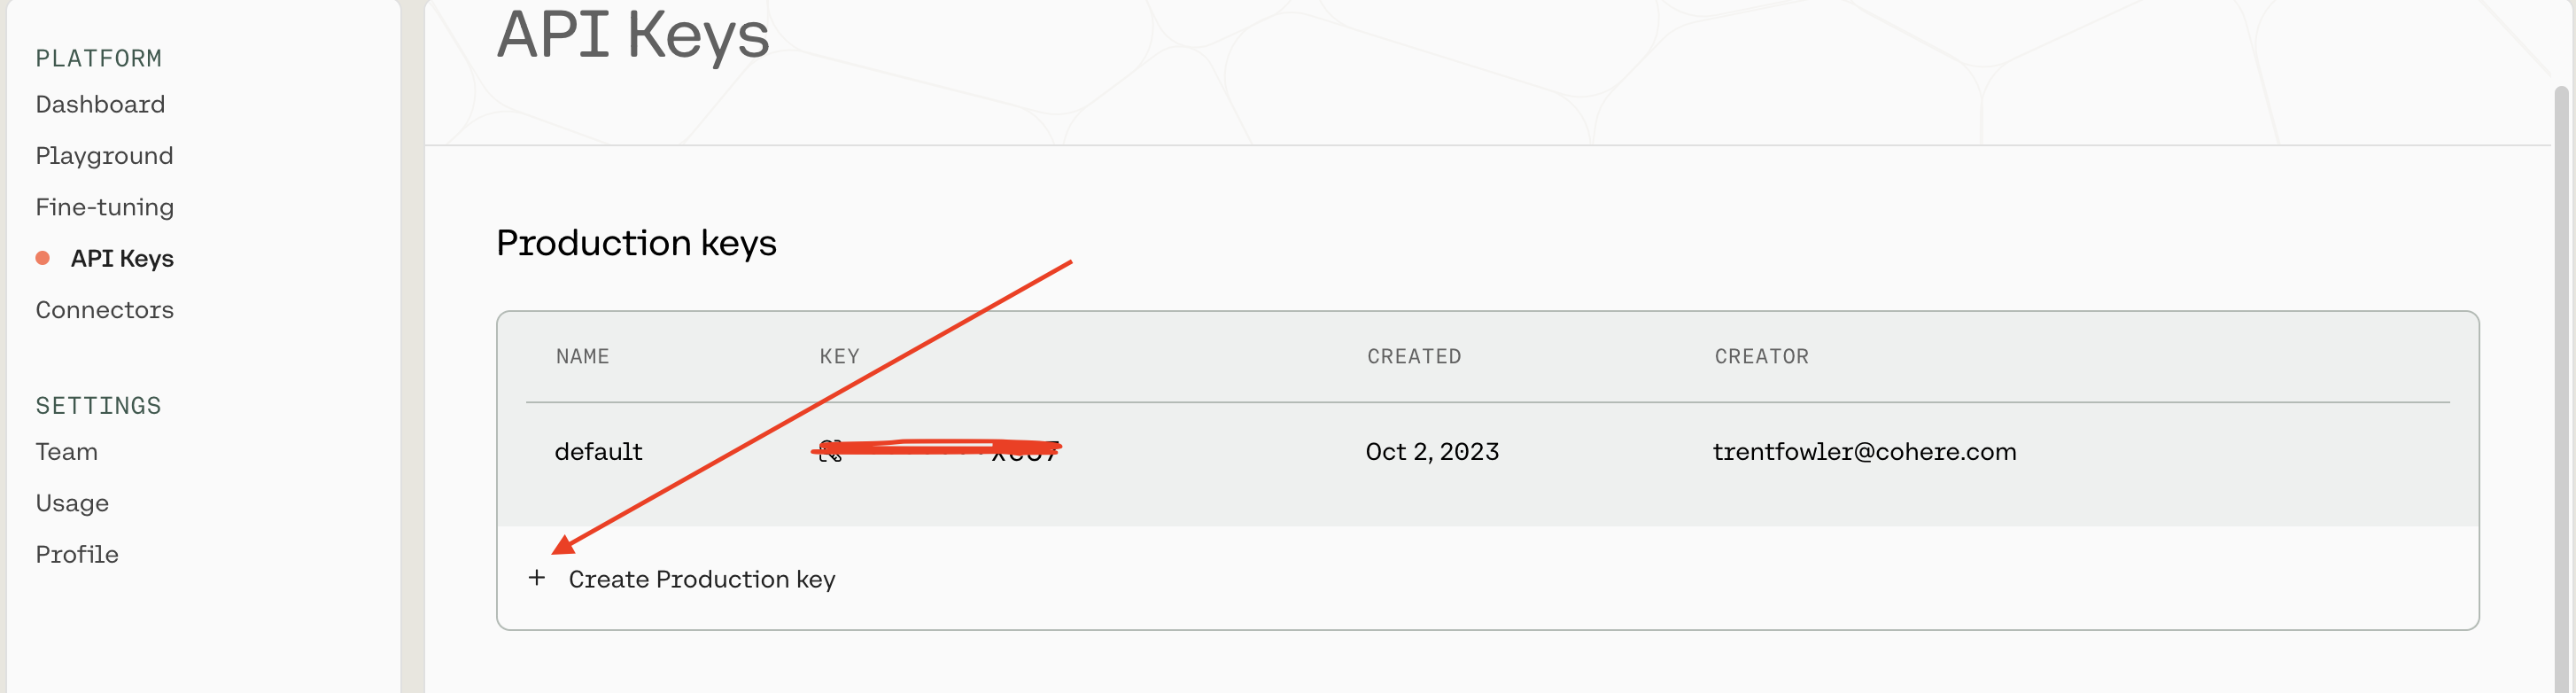 PLATFORM
Dashboard
Playground
Fine-tuning
API Keys
Connectors
SETTINGS
Team
Usage
Profile
API Keys
Production keys
NAME KEY CREATED CREATOR
default Oct 2, 2023 trentfowler@cohere.com
+ Create Production key